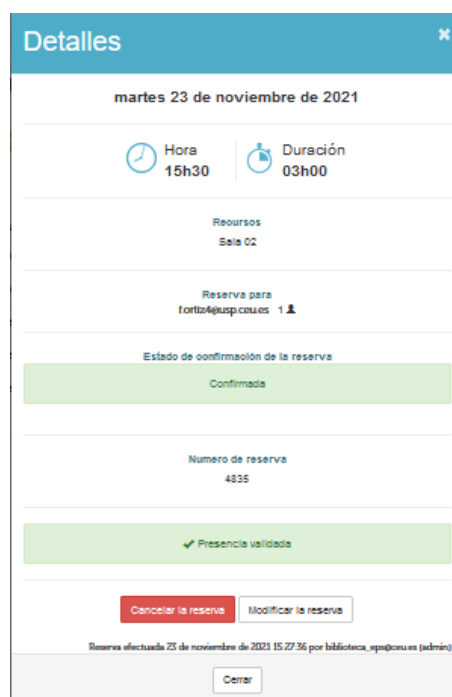 Detalles
martes 23 de noviembre de 2021
Hora
15h30
Duración
03h00
Recursos
Sala 02
Reserva para
f.ortiz4@usp.ceu.es 1
Estado de confirmación de la reserva
Confirmada
Numero de reserva
4835
Presencia validada
Cancelar la reserva Modificar la reserva
Reserva efectuada 23 de noviembre de 2021 15:27:36 por biblioteca_eps@ceu.es (admin)
Cerrar